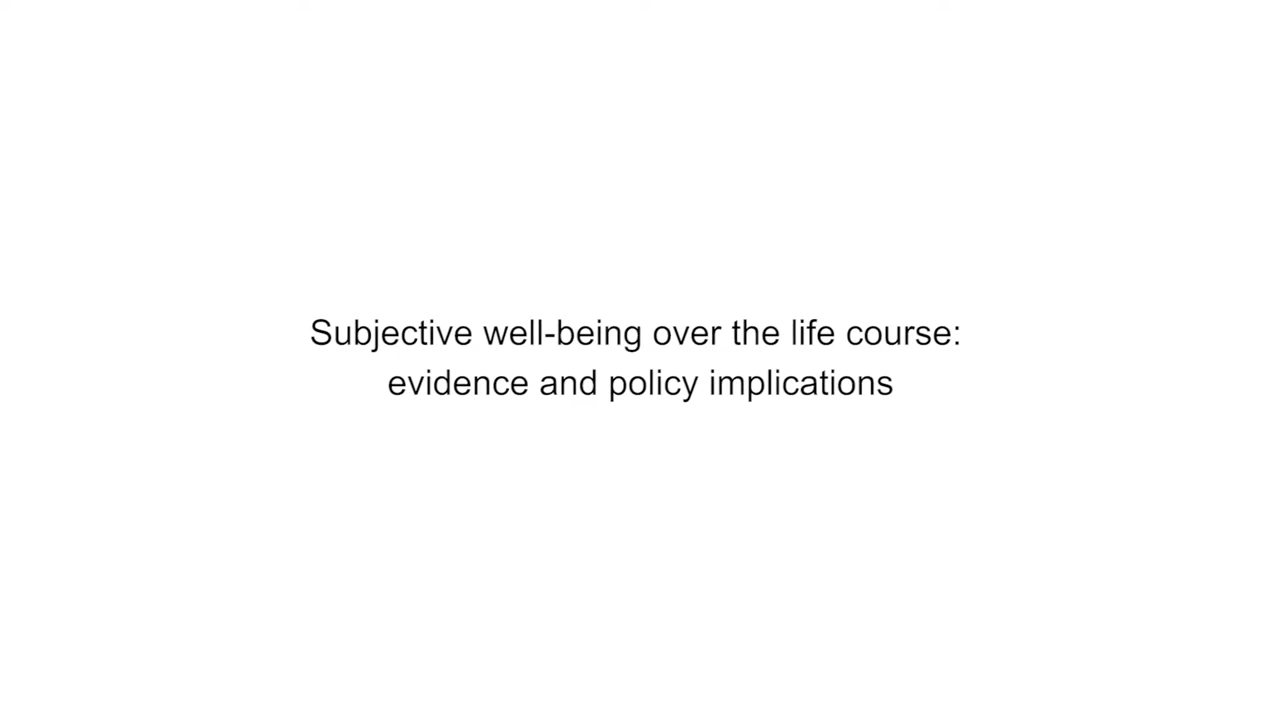 Subjective well-being over the life course:
evidence and policy implications